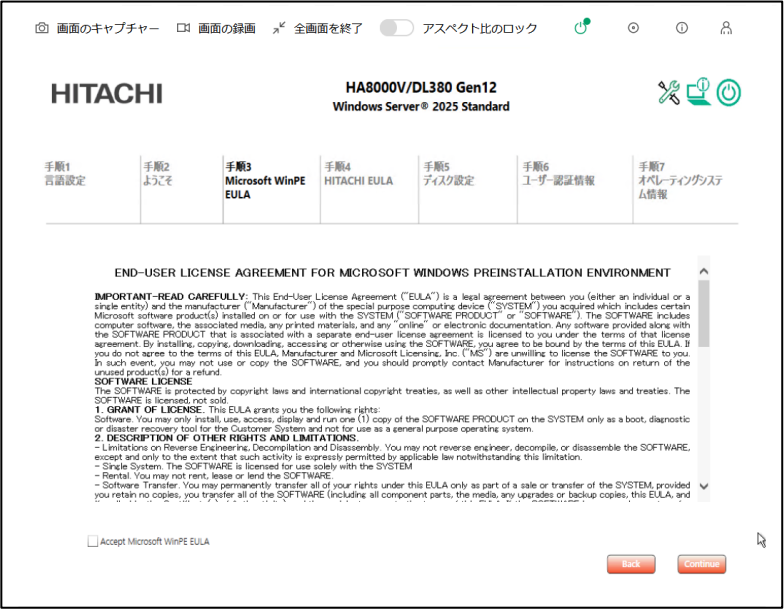 画面のキャプチャー 画面の録画 全画面を終了 アスペクト比のロック
HITACHI
HA8000V/DL380 Gen12
Windows Server® 2025 Standard
手順1
言語設定
手順2
ようこそ
手順3
Microsoft WinPE
EULA
手順4
HITACHI EULA
手順5
ディスク設定
手順6
ユーザー認証情報
手順7
オペレーティングシステ
ム情報
END-USER LICENSE AGREEMENT FOR MICROSOFT WINDOWS PREINSTALLATION ENVIRONMENT
IMPORTANT-READ CAREFULLY: This End-User License Agreement ("EULA") is a legal agreement between you (either an individual or a
single entity) and the manufacturer ("Manufacturer") of the special purpose computing device ("SYSTEM") you acquired which includes certain
Microsoft software product(s) installed on or for use with the SYSTEM ("SOFTWARE PRODUCT" or "SOFTWARE"). The SOFTWARE includes
computer software, the associated media, any printed materials, and any "online" or electronic documentation. Any software provided along with
the SOFTWARE PRODUCT that is associated with a separate end-user license agreement is licensed to you under the terms of that license
agreement. By installing, copying, downloading, accessing or otherwise using the SOFTWARE, you agree to be bound by the terms of this EULA. If
you do not agree to the terms of this EULA, Manufacturer and Microsoft Licensing, Inc. ("MS") are unwilling to license the SOFTWARE to you.
In such event, you may not use or copy the SOFTWARE, and you should promptly contact Manufacturer for instructions on return of the
unused product(s) for a refund.
SOFTWARE LICENSE
The SOFTWARE is protected by copyright laws and international copyright treaties, as well as other intellectual property laws and treaties. The
SOFTWARE is licensed, not sold.
1. GRANT OF LICENSE. This EULA grants you the following rights:
Software. You may only install, use, access, display and run one (1) copy of the SOFTWARE PRODUCT on the SYSTEM only as a boot, diagnostic
or disaster recovery tool for the Customer System and not for use as a general purpose operating system.
2. DESCRIPTION OF OTHER RIGHTS AND LIMITATIONS.
- Limitations on Reverse Engineering, Decompilation and Disassembly. You may not reverse engineer, decompile, or disassemble the SOFTWARE,
except and only to the extent that such activity is expressly permitted by applicable law notwithstanding this limitation.
- Single System. The SOFTWARE is licensed for use solely with the SYSTEM
- Rental. You may not rent, lease or lend the SOFTWARE.
- Software Transfer. You may permanently transfer all of your rights under this EULA only as part of a sale or transfer of the SYSTEM, provided
you retain no copies, you transfer all of the SOFTWARE (including all component parts, the media, any upgrades or backup copies, this EULA, and
Accept Microsoft WinPE EULA
Back Continue